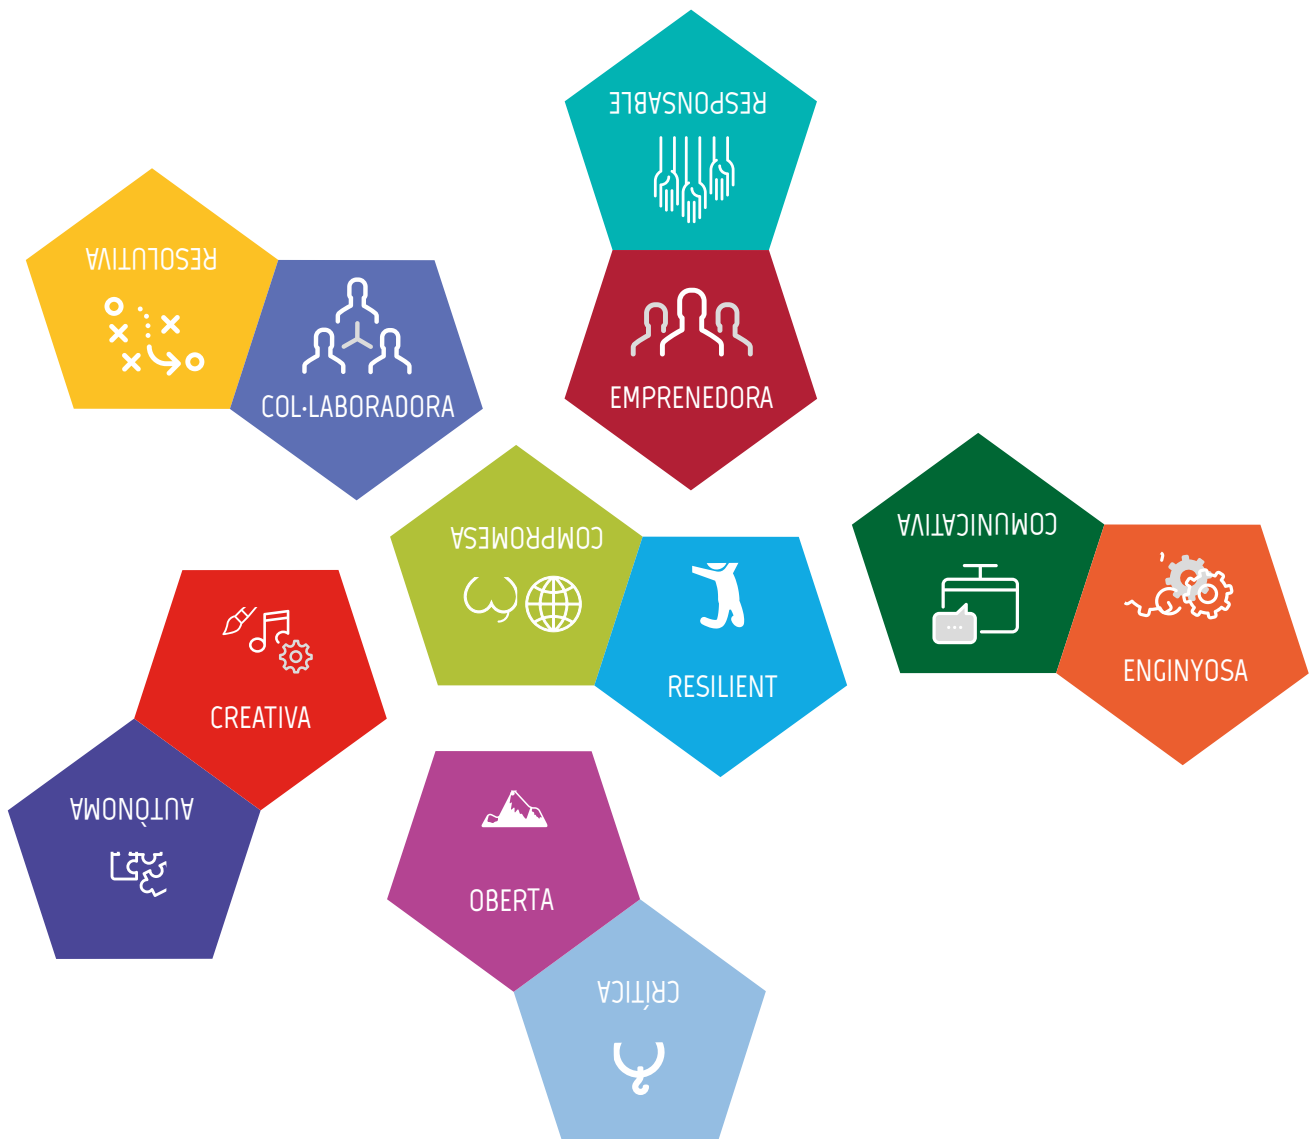 RESPONSABLE
RESOLUTIVA
EMPRENEDORA
COL·LABORADORA
COMUNICATIVA
COMPROMESA
ENGINYOSA
RESILIENT
CREATIVA
AUTÒNOMA
OBERTA
CRÍTICA